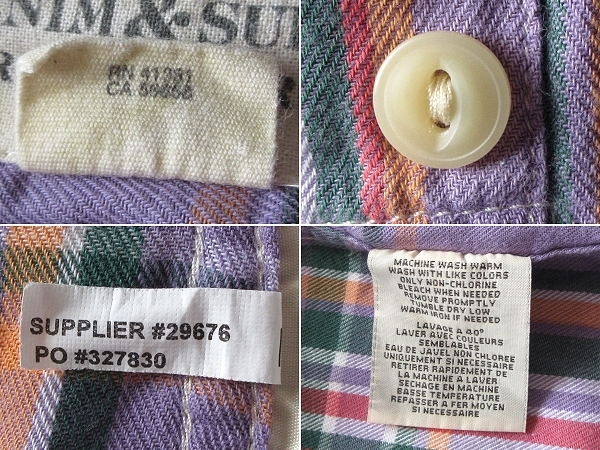 NIM & SU
RN 41381
SUPPLIER #29676
PO #327830
MACHINE WASH WARM
WASH WITH LIKE COLORS
ONLY NON-CHLORINE
BLEACH WHEN NEEDED
REMOVE PROMPTLY
TUMBLE DRY LOW
WARM IRON IF NEEDED
LAVAGE A 40°
LAVER AVEC COULEURS
SEMBLABLES
EAU DE JAVEL NON CHLOREE
UNIQUEMENT SI NECESSAIRE
RETIRER RAPIDEMENT DE
LA MACHINE A LAVER
SECHAGE EN MACHINE
BASSE TEMPERATURE
REPASSER A FER MOYEN
SI NECESSAIRE